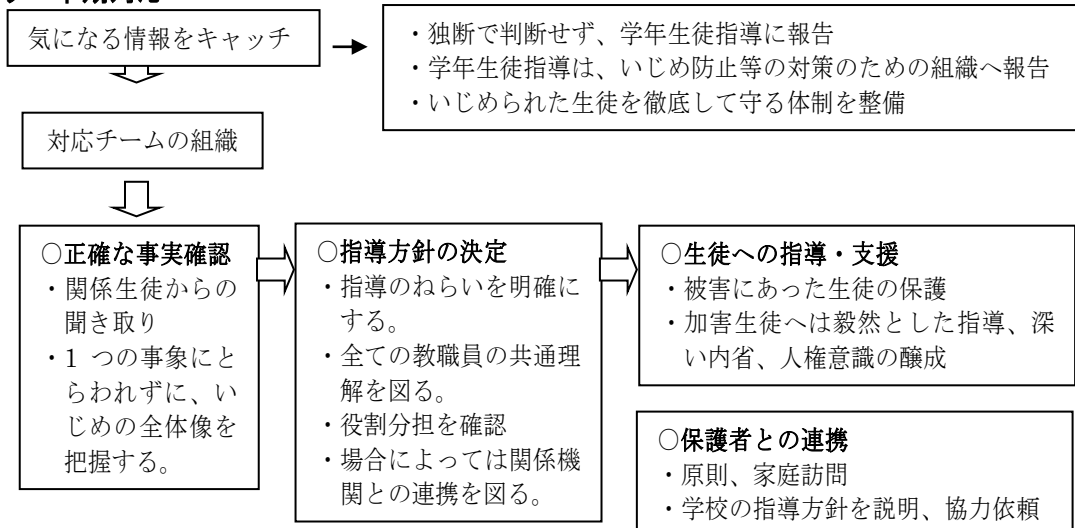 気になる情報をキャッチ
・独断で判断せず、学年生徒指導に報告
・学年生徒指導は、いじめ防止等の対策のための組織へ報告
・いじめられた生徒を徹底して守る体制を整備
対応チームの組織
○正確な事実確認
・関係生徒からの
聞き取り
・1 つの事象にと
らわれずに、い
じめの全体像を
把握する。
○指導方針の決定
・指導のねらいを明確に
する。
・全ての教職員の共通理
解を図る。
・役割分担を確認
・場合によっては関係機
関との連携を図る。
○生徒への指導・支援
・被害にあった生徒の保護
・加害生徒へは毅然とした指導、深
い内省、人権意識の醸成
○保護者との連携
・原則、家庭訪問
・学校の指導方針を説明、協力依頼